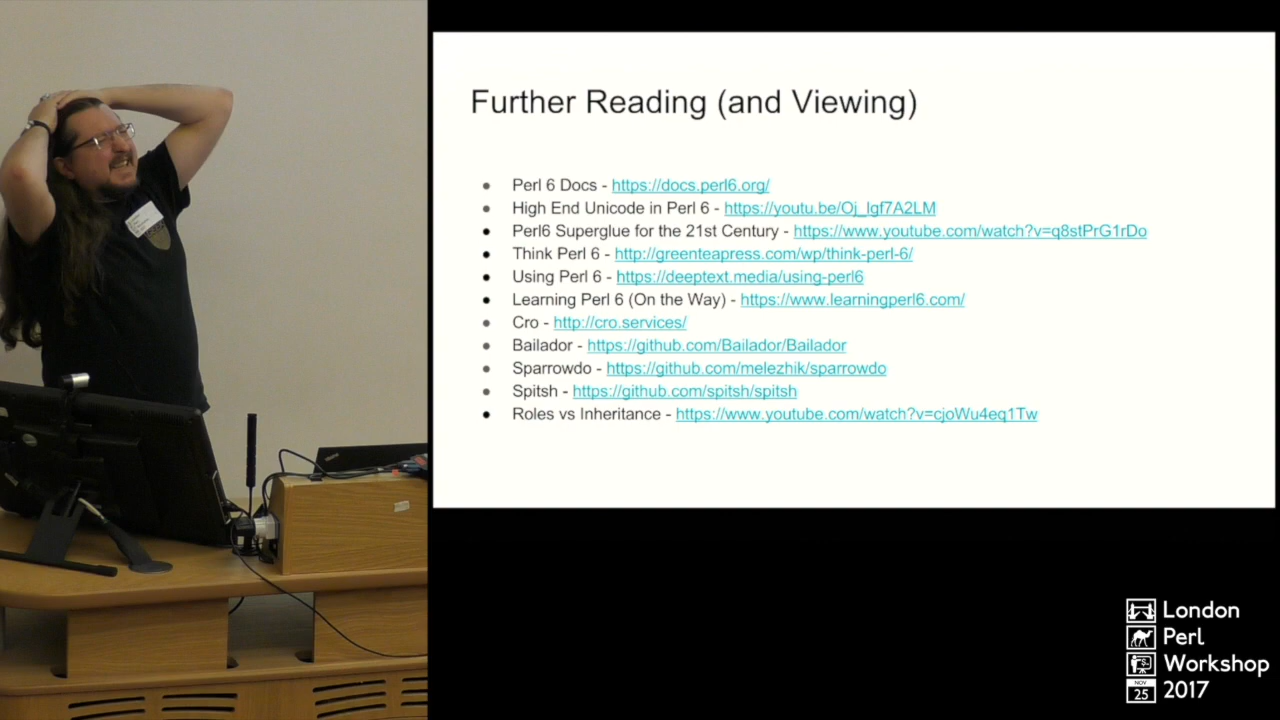 Further Reading (and Viewing)
Perl 6 Docs - https://docs.perl6.org/
High End Unicode in Perl 6 - https://youtu.be/Oj_lgf7A2LM
Perl6 Superglue for the 21st Century - https://www.youtube.com/watch?v=q8stPrG1rDo
Think Perl 6 - http://greenteapress.com/wp/think-perl-6/
Using Perl 6 - https://deeptext.media/using-perl6
Learning Perl 6 (On the Way) - https://www.learningperl6.com/
Cro - http://cro.services/
Bailador - https://github.com/Bailador/Bailador
Sparrowdo - https://github.com/melezhik/sparrowdo
Spitsh - https://github.com/spitsh/spitsh
Roles vs Inheritance - https://www.youtube.com/watch?v=cjoWu4eq1Tw
London
Perl
Workshop
NOV
25 2017